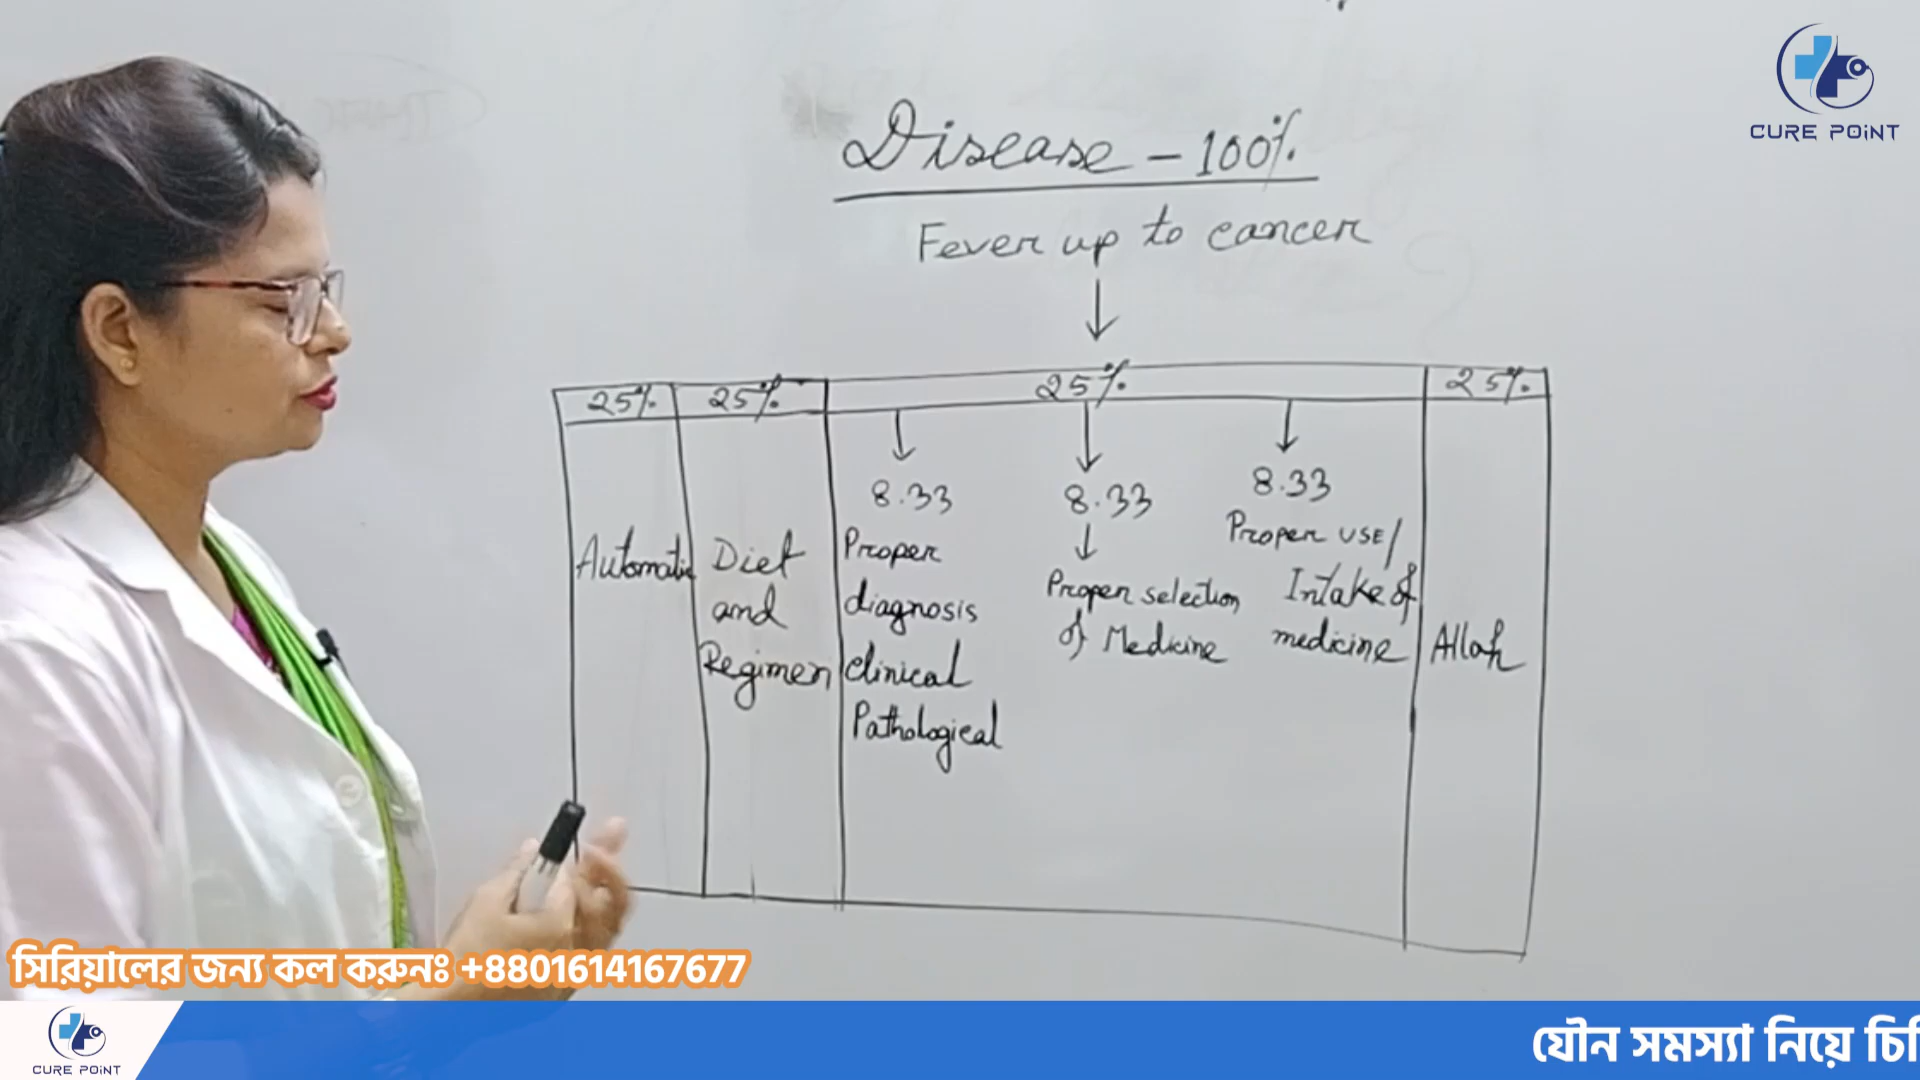 CURE POINT
Disease - 100%
Fever up to cancer
25% 25% 25% 25%
8.33 8.33 8.33
Automatic
Diet
and
Regimen
Proper
diagnosis
clinical
Pathological
Proper selection
of Medicine
Proper USE/
Intake of
medicine
Allah
সিরিয়ালের জন্য কল করুনঃ +8801614167677
CURE POINT
যৌন সমস্যা নিয়ে চি